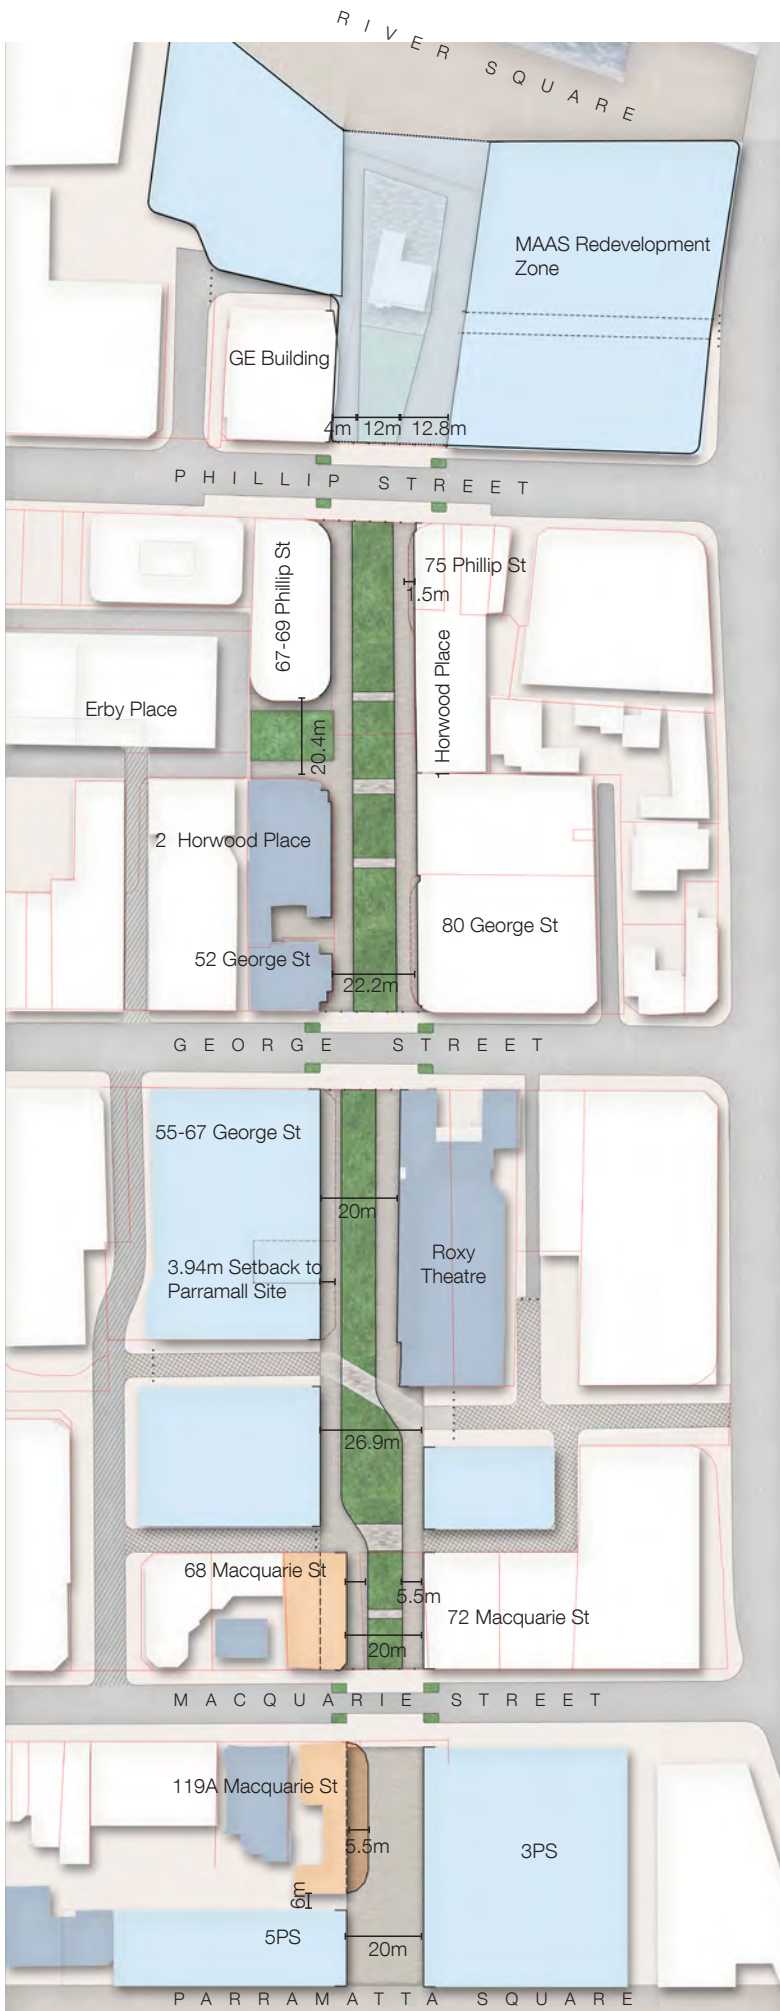 RIVER SQUARE
MAAS Redevelopment
Zone
GE Building
4m 12m 12.8m
PHILLIP STREET
67-69 Phillip St
75 Phillip St
1.5m
1 Horwood Place
Erby Place
20.4m
2 Horwood Place
80 George St
52 George St
22.2m
GEORGE STREET
55-67 George St
20m
Roxy
Theatre
3.94m Setback to
Parramall Site
26.9m
68 Macquarie St
5.5m
72 Macquarie St
20m
MACQUARIE STREET
119A Macquarie St
5.5m
3PS
6m
5PS
20m
PARRAMATTA SQUARE